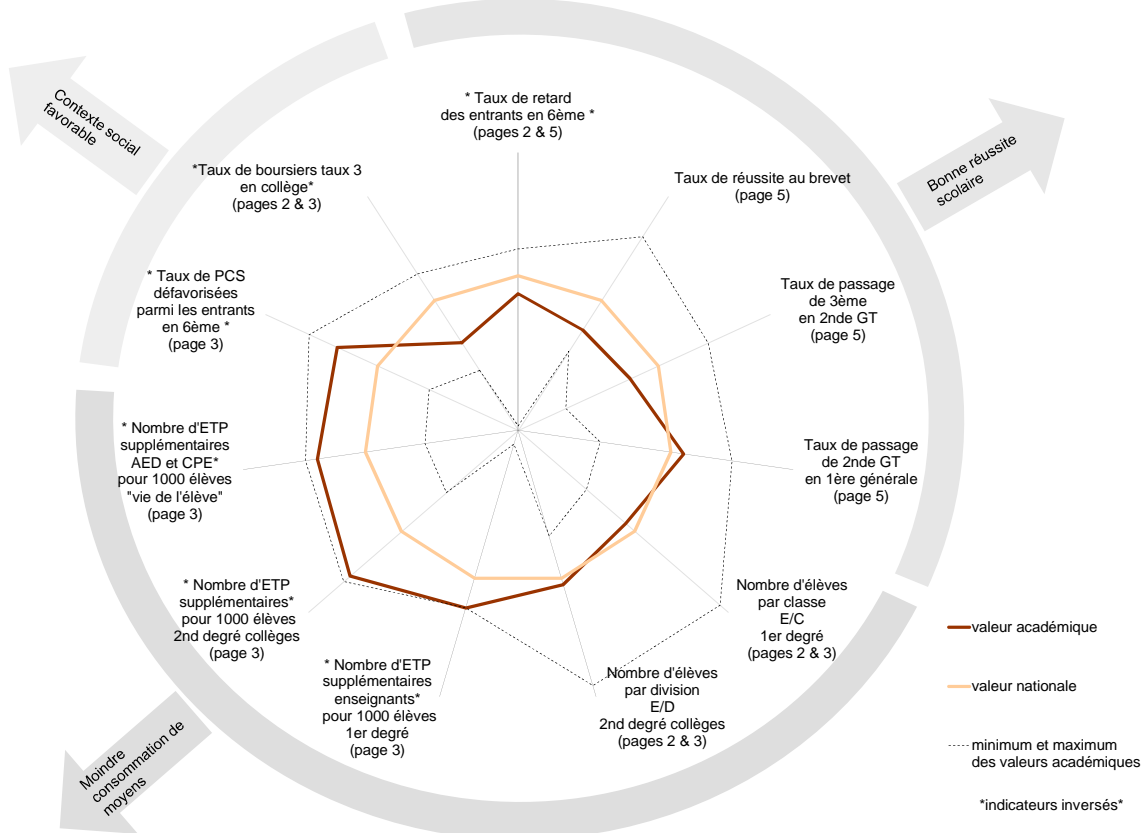 Contexte social
favorable
* Taux de retard
des entrants en 6ème *
(pages 2 & 5)
Bonne réussite
scolaire
*Taux de boursiers taux 3
en collège*
(pages 2 & 3)
Taux de réussite au brevet
(page 5)
* Taux de PCS
défavorisées
parmi les entrants
en 6ème *
(page 3)
Taux de passage
de 3ème
en 2nde GT
(page 5)
* Nombre d'ETP
supplémentaires
AED et CPE*
pour 1000 élèves
"vie de l'élève"
(page 3)
Taux de passage
de 2nde GT
en 1ère générale
(page 5)
* Nombre d'ETP
supplémentaires*
pour 1000 élèves
2nd degré collèges
(page 3)
Nombre d'élèves
par classe
E/C
1er degré
(pages 2 & 3)
* Nombre d'ETP
supplémentaires
enseignants*
pour 1000 élèves
1er degré
(page 3)
Nombre d'élèves
par division
E/D
2nd degré collèges
(pages 2 & 3)
Moindre
consommation de
moyens
valeur académique
valeur nationale
minimum et maximum
des valeurs académiques
*indicateurs inversés*